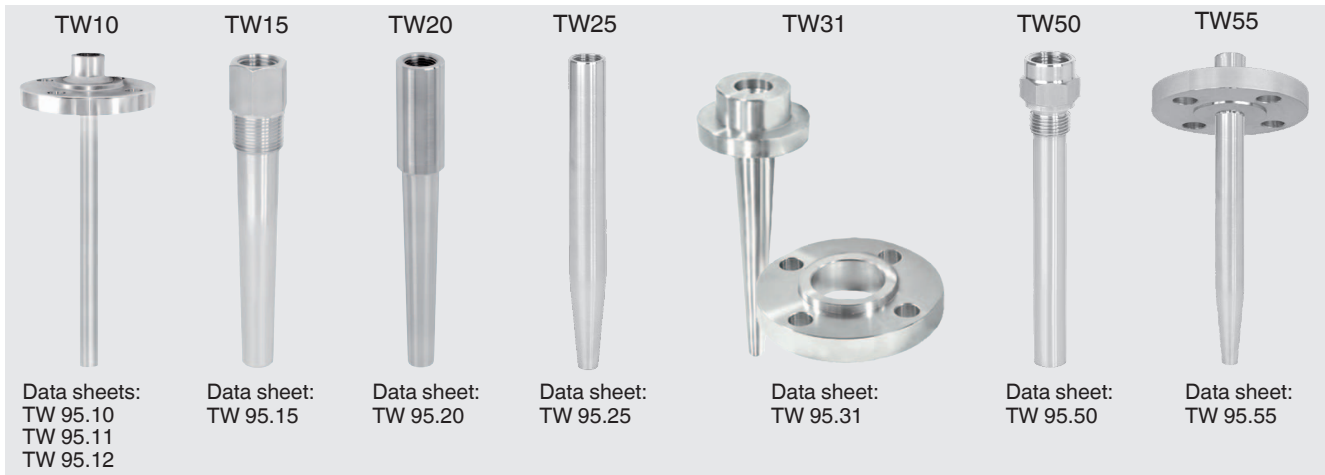 TW10
TW15
TW20
TW25
TW31
TW50
TW55
Data sheets:
TW 95.10
TW 95.11
TW 95.12
Data sheet:
TW 95.15
Data sheet:
TW 95.20
Data sheet:
TW 95.25
Data sheet:
TW 95.31
Data sheet:
TW 95.50
Data sheet:
TW 95.55